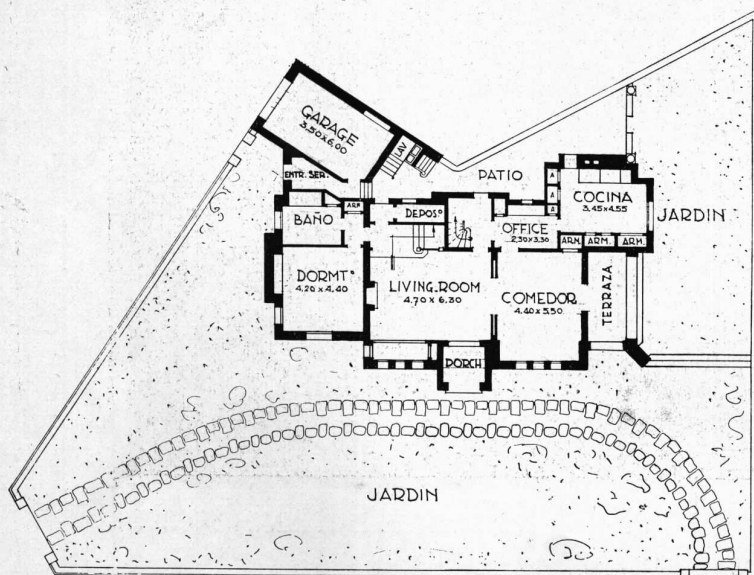 GARAGE
3.50 x 6.00
LAV
ENTR. SER.
PATIO
A
A
A
COCINA
3.45 x 4.55
JARDIN
BAÑO
ARM
DEPOSº
OFFICE
2.30 x 3.30
ARM.
ARM.
ARM.
DORMTº
4.20 x 4.40
LIVING.ROOM
4.70 x 6.30
COMEDOR
4.40 x 5.50
TERRAZA
PORCH
JARDIN